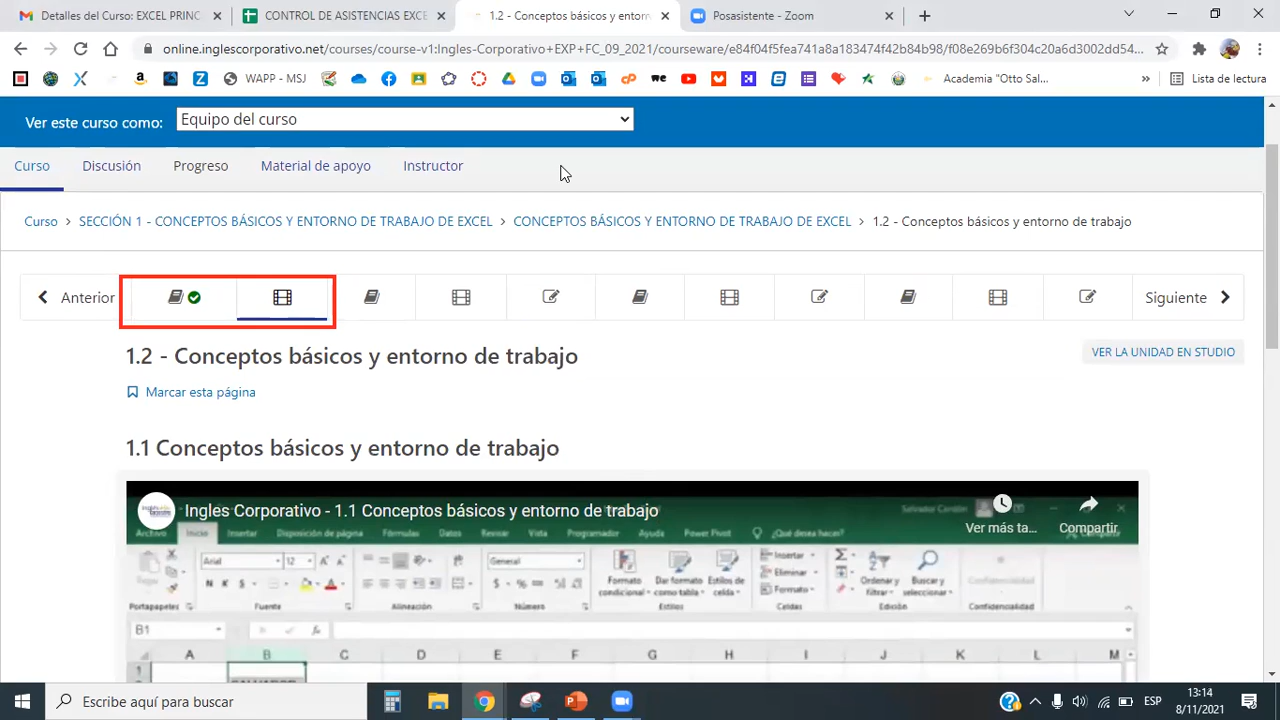 Detalles del Curso: EXCEL PRINC
CONTROL DE ASISTENCIAS EXCE
1.2 - Conceptos básicos y entorn
Posasistente - Zoom
online.inglescorporativo.net/courses/course-v1:Ingles-Corporativo+EXP+FC_09_2021/courseware/e84f04f5fea741a8a183474f42b84b98/f08e269b6f304c20a6d3002dd54...
WAPP - MSJ
Academia "Otto Sal...
Lista de lectura
Ver este curso como:
Equipo del curso
Curso
Discusión
Progreso
Material de apoyo
Instructor
Curso > SECCIÓN 1 - CONCEPTOS BÁSICOS Y ENTORNO DE TRABAJO DE EXCEL > CONCEPTOS BÁSICOS Y ENTORNO DE TRABAJO DE EXCEL > 1.2 - Conceptos básicos y entorno de trabajo
Anterior
Siguiente
1.2 - Conceptos básicos y entorno de trabajo
VER LA UNIDAD EN STUDIO
Marcar esta página
1.1 Conceptos básicos y entorno de trabajo
Ingles Corporativo - 1.1 Conceptos básicos y entorno de trabajo
Ver más ta...
Compartir
Archivo Inicio Insertar Disposición de página Fórmulas Datos Revisar Vista Programador Ayuda Power Pivot ¿Qué desea hacer?
Arial 12
General
Formato condicional
Dar formato como tabla
Estilos de celda
Insertar
Eliminar
Formato
Ordenar y filtrar
Buscar y seleccionar
Confidencialidad
Portapapeles Fuente Alineación Número Estilos Celdas Edición Confidencialidad
B1
A B C D E F G H I J K L M
1
Escribe aquí para buscar
ESP
13:14
8/11/2021